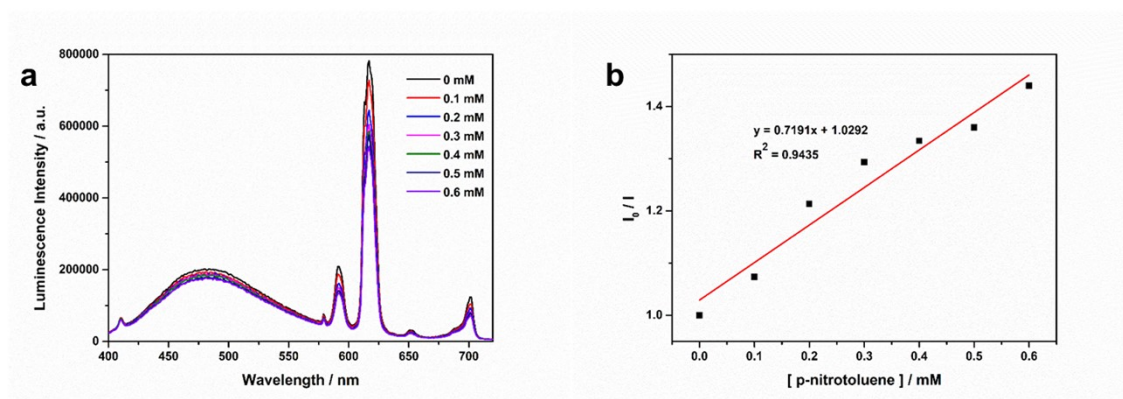 a
800000
600000
400000
200000
0
Luminescence Intensity / a.u.
0 mM
0.1 mM
0.2 mM
0.3 mM
0.4 mM
0.5 mM
0.6 mM
400 450 500 550 600 650 700
Wavelength / nm
b
1.4
1.2
1.0
I₀ / I
y = 0.7191x + 1.0292
R² = 0.9435
0.0 0.1 0.2 0.3 0.4 0.5 0.6
[ p-nitrotoluene ] / mM